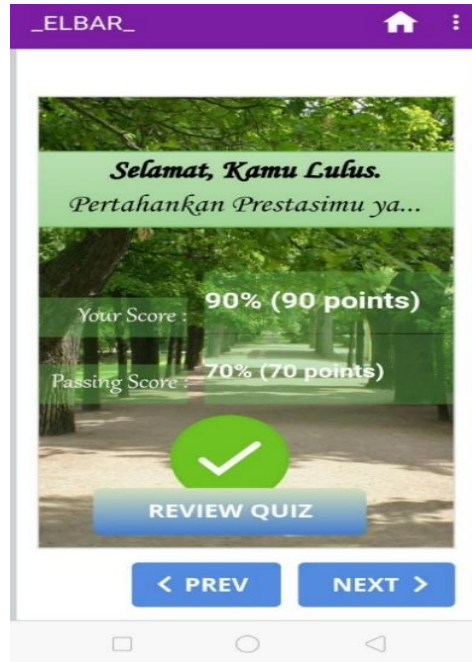 _ELBAR_
Selamat, Kamu Lulus.
Pertahankan Prestasimu ya...
Your Score : 90% (90 points)
Passing Score : 70% (70 points)
REVIEW QUIZ
< PREV NEXT >